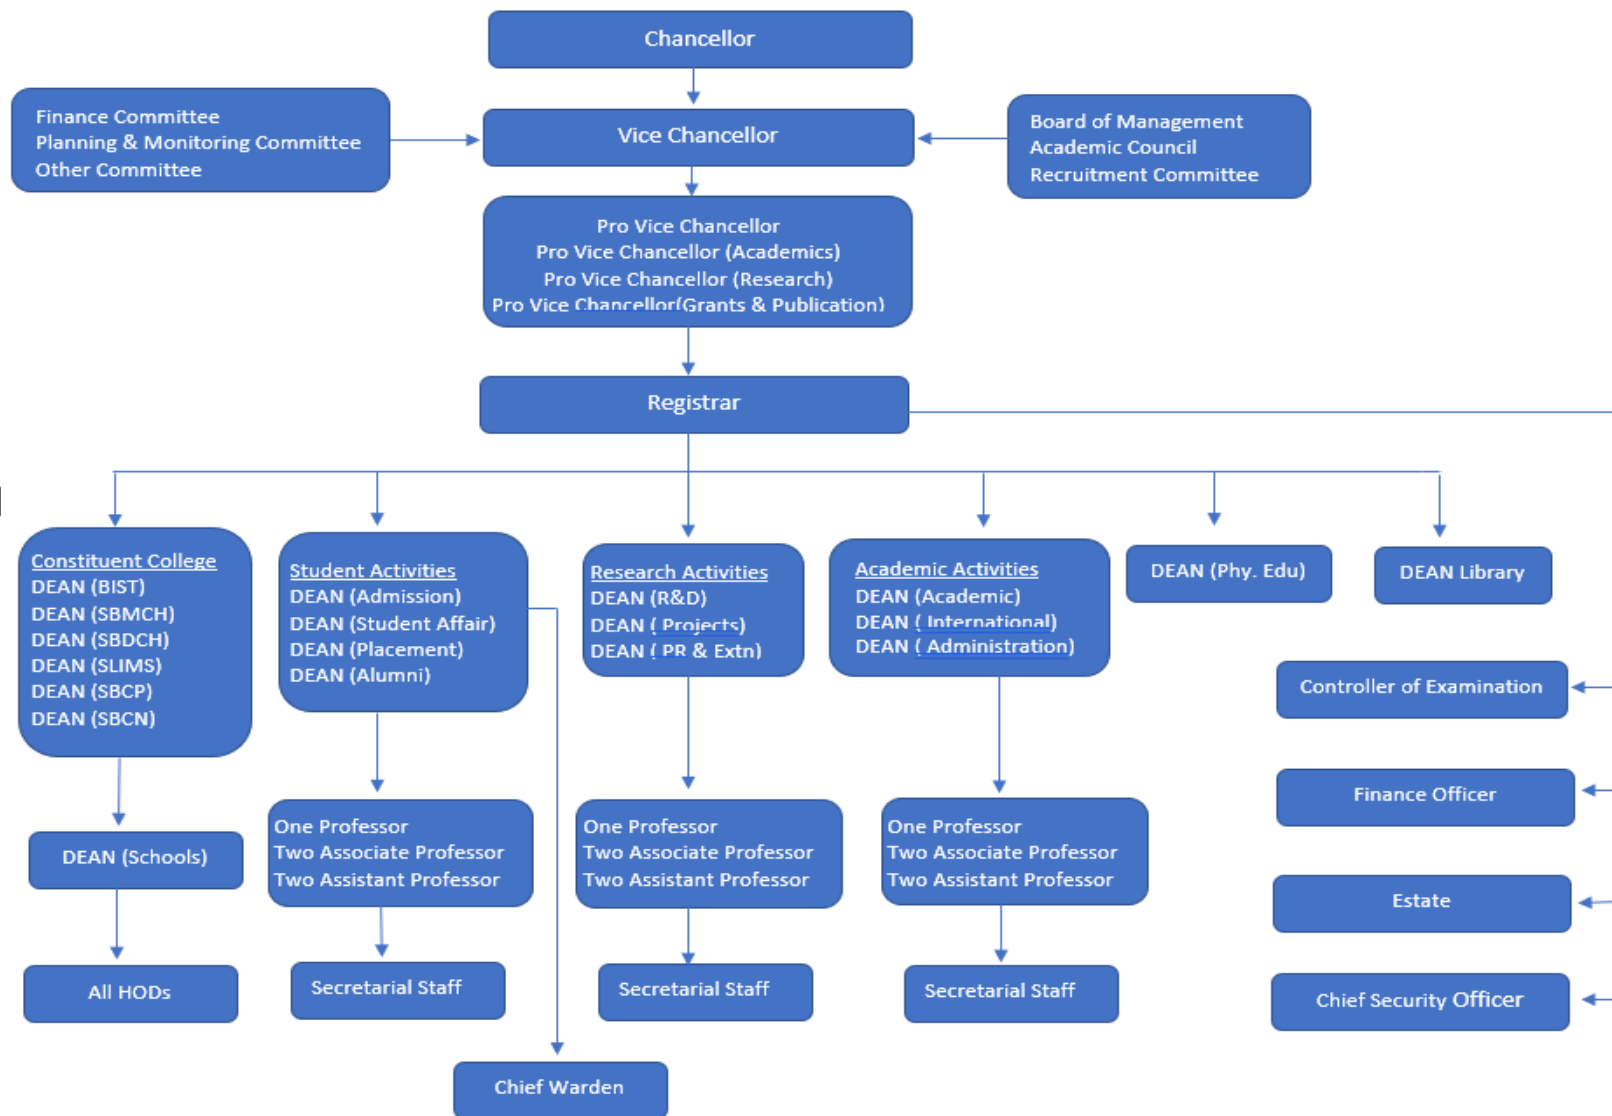 Chancellor
Finance Committee
Planning & Monitoring Committee
Other Committee
Vice Chancellor
Board of Management
Academic Council
Recruitment Committee
Pro Vice Chancellor
Pro Vice Chancellor (Academics)
Pro Vice Chancellor (Research)
Pro Vice Chancellor(Grants & Publication)
Registrar
Constituent College
DEAN (BIST)
DEAN (SBMCH)
DEAN (SBDCH)
DEAN (SLIMS)
DEAN (SBCP)
DEAN (SBCN)
Student Activities
DEAN (Admission)
DEAN (Student Affair)
DEAN (Placement)
DEAN (Alumni)
Research Activities
DEAN (R&D)
DEAN ( Projects)
DEAN ( PR & Extn)
Academic Activities
DEAN (Academic)
DEAN ( International)
DEAN ( Administration)
DEAN (Phy. Edu)
DEAN Library
Controller of Examination
Finance Officer
Estate
Chief Security Officer
DEAN (Schools)
All HODs
One Professor
Two Associate Professor
Two Assistant Professor
Secretarial Staff
One Professor
Two Associate Professor
Two Assistant Professor
Secretarial Staff
One Professor
Two Associate Professor
Two Assistant Professor
Secretarial Staff
Chief Warden